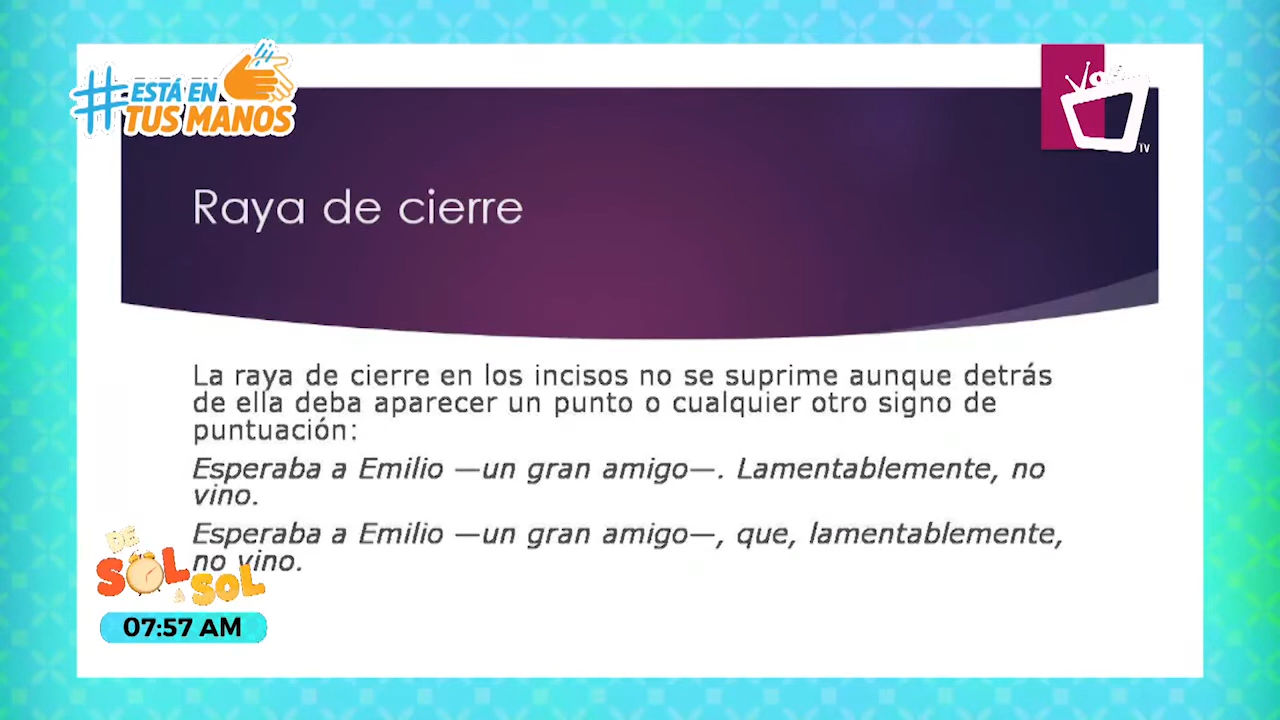 #ESTÁ EN
TUS MANOS
TV
Raya de cierre
La raya de cierre en los incisos no se suprime aunque detrás
de ella deba aparecer un punto o cualquier otro signo de
puntuación:
Esperaba a Emilio —un gran amigo—. Lamentablemente, no
vino.
Esperaba a Emilio —un gran amigo—, que, lamentablemente,
no vino.
DE
SOL
A SOL
07:57 AM